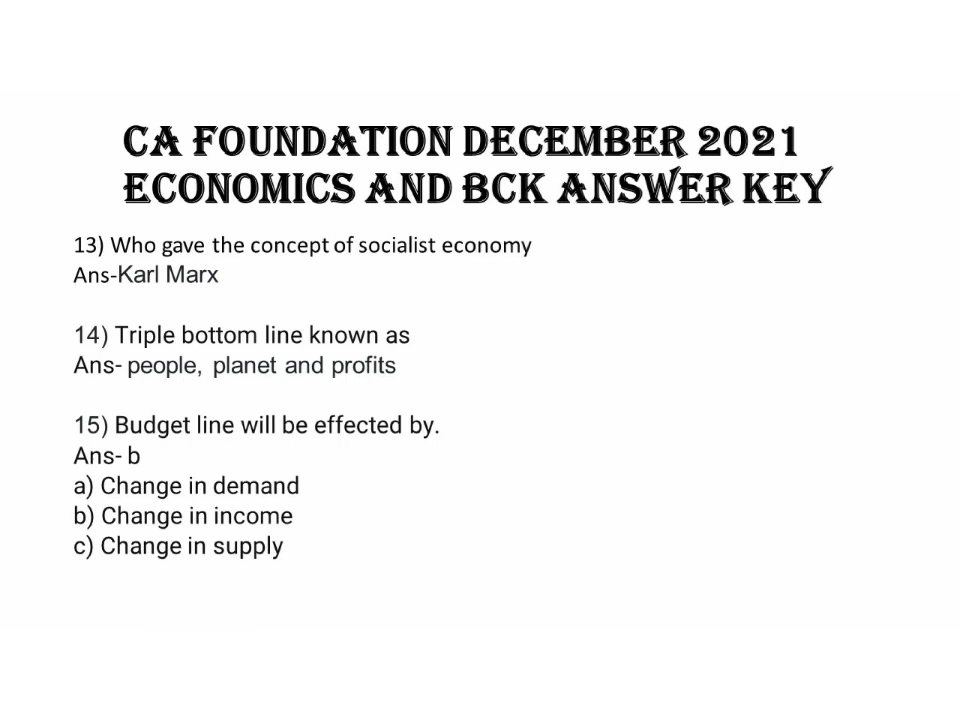 CA FOUNDATION DECEMBER 2021
ECONOMICS AND BCK ANSWER KEY
13) Who gave the concept of socialist economy
Ans-Karl Marx
14) Triple bottom line known as
Ans- people, planet and profits
15) Budget line will be effected by.
Ans- b
a) Change in demand
b) Change in income
c) Change in supply